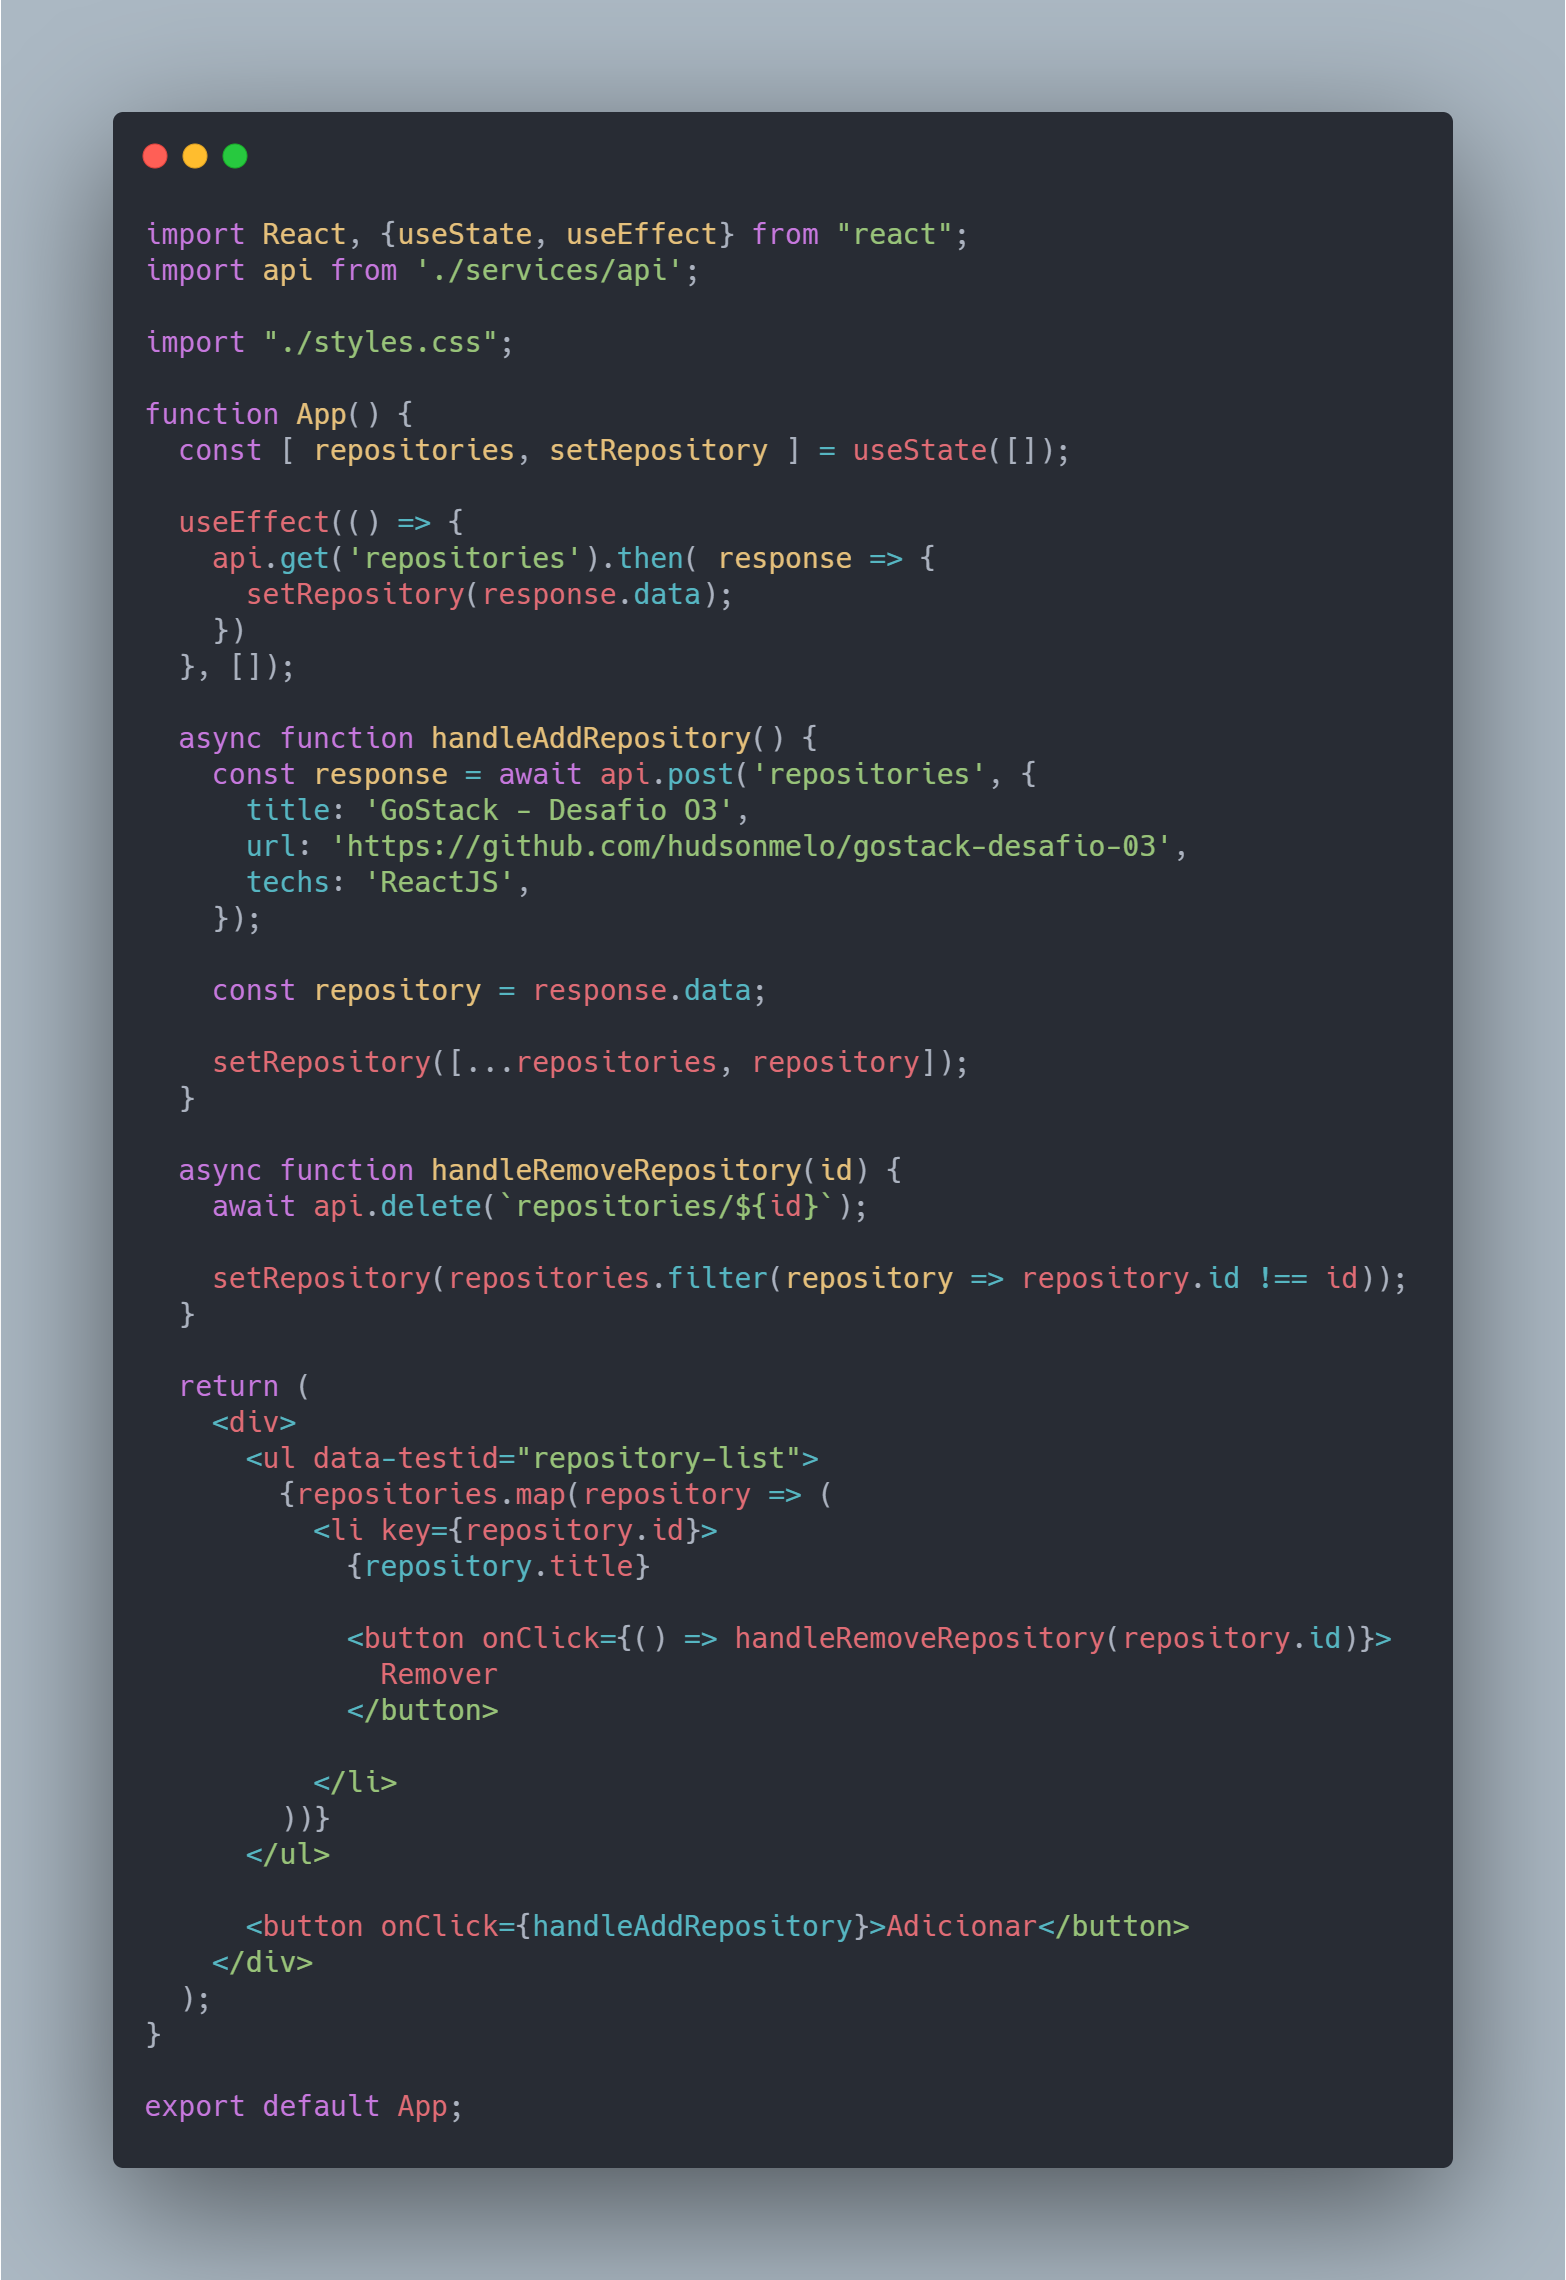 import React, {useState, useEffect} from "react";
import api from './services/api';

import "./styles.css";

function App() {
  const [ repositories, setRepository ] = useState([]);

  useEffect(() => {
    api.get('repositories').then( response => {
      setRepository(response.data);
    })
  }, []);

  async function handleAddRepository() {
    const response = await api.post('repositories', {
      title: 'GoStack - Desafio O3',
      url: 'https://github.com/hudsonmelo/gostack-desafio-03',
      techs: 'ReactJS',
    });

    const repository = response.data;

    setRepository([...repositories, repository]);
  }

  async function handleRemoveRepository(id) {
    await api.delete(`repositories/${id}`);

    setRepository(repositories.filter(repository => repository.id !== id));
  }

  return (
    <div>
      <ul data-testid="repository-list">
        {repositories.map(repository => (
          <li key={repository.id}>
            {repository.title}

            <button onClick={() => handleRemoveRepository(repository.id)}>
              Remover
            </button>

          </li>
        ))}
      </ul>

      <button onClick={handleAddRepository}>Adicionar</button>
    </div>
  );
}

export default App;